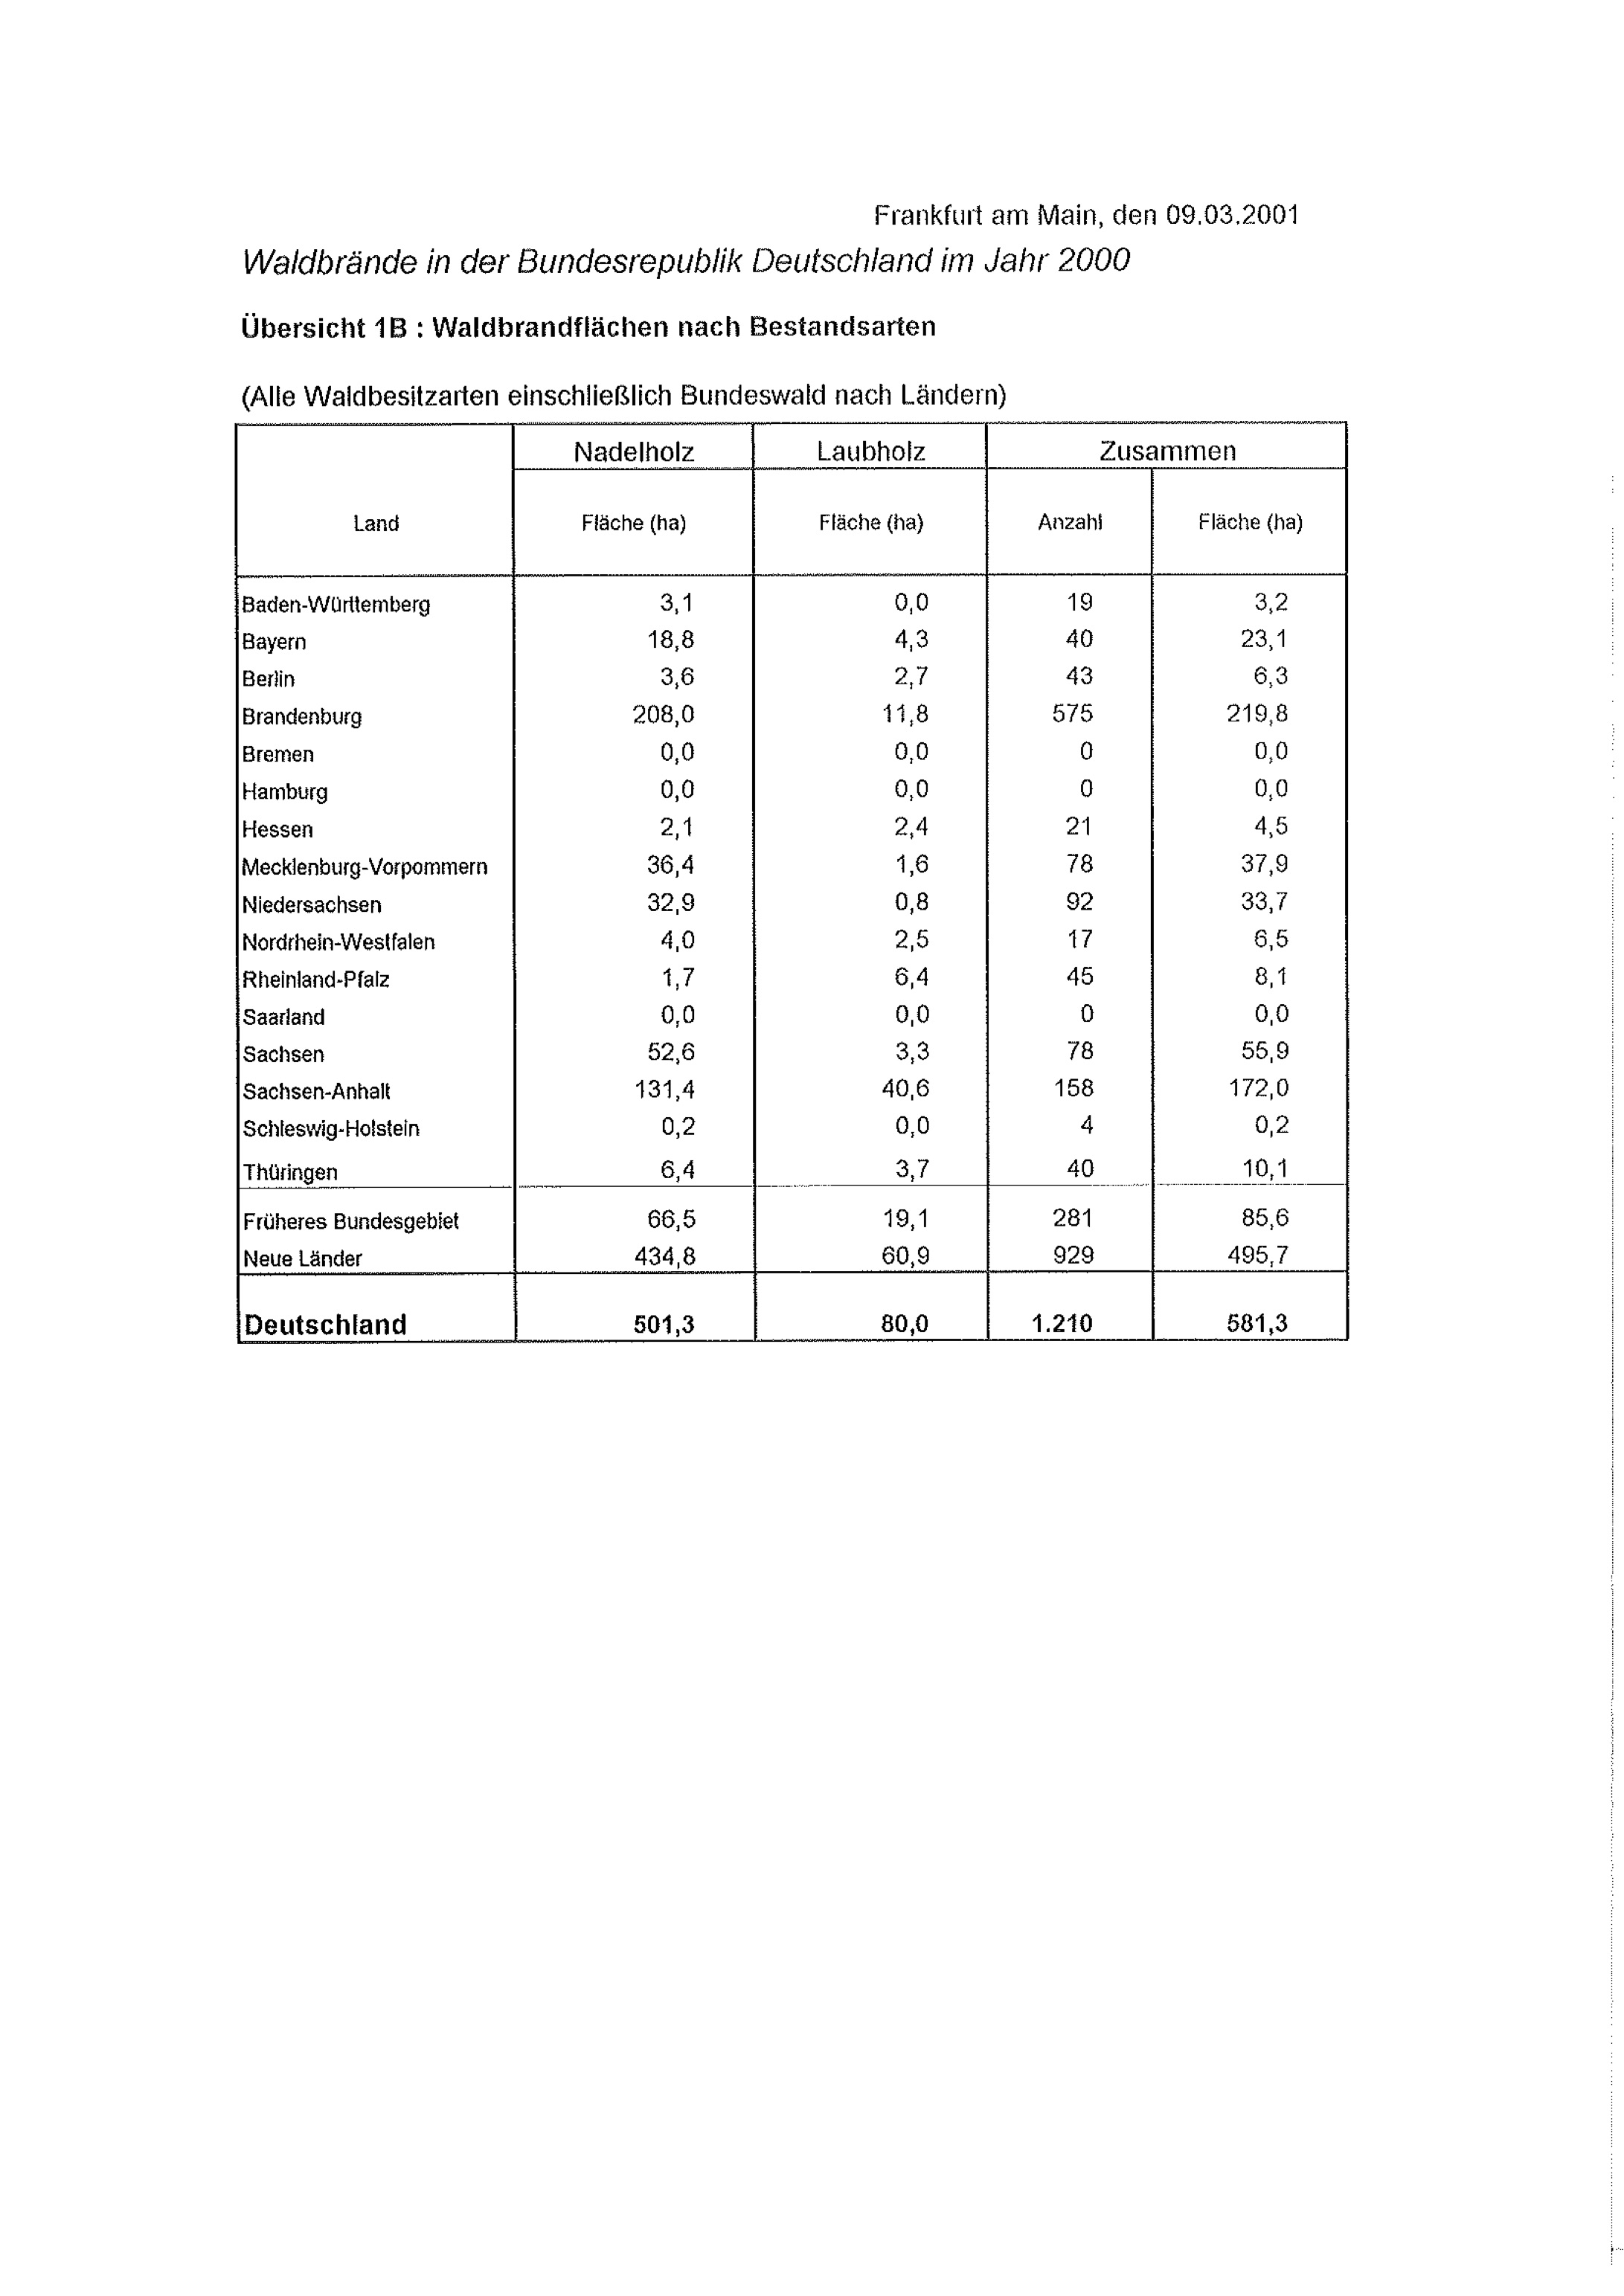 Frankfurt am Main, den 09.03.2001
Waldbrände in der Bundesrepublik Deutschland im Jahr 2000
Übersicht 1B : Waldbrandflächen nach Bestandsarten
(Alle Waldbesitzarten einschließlich Bundeswald nach Ländern)
Nadelholz Laubholz Zusammen
Land Fläche (ha) Fläche (ha) Anzahl Fläche (ha)
Baden-Württemberg 3,1 0,0 19 3,2
Bayern 18,8 4,3 40 23,1
Berlin 3,6 2,7 43 6,3
Brandenburg 208,0 11,8 575 219,8
Bremen 0,0 0,0 0 0,0
Hamburg 0,0 0,0 0 0,0
Hessen 2,1 2,4 21 4,5
Mecklenburg-Vorpommern 36,4 1,6 78 37,9
Niedersachsen 32,9 0,8 92 33,7
Nordrhein-Westfalen 4,0 2,5 17 6,5
Rheinland-Pfalz 1,7 6,4 45 8,1
Saarland 0,0 0,0 0 0,0
Sachsen 52,6 3,3 78 55,9
Sachsen-Anhalt 131,4 40,6 158 172,0
Schleswig-Holstein 0,2 0,0 4 0,2
Thüringen 6,4 3,7 40 10,1
Früheres Bundesgebiet 66,5 19,1 281 85,6
Neue Länder 434,8 60,9 929 495,7
Deutschland 501,3 80,0 1.210 581,3